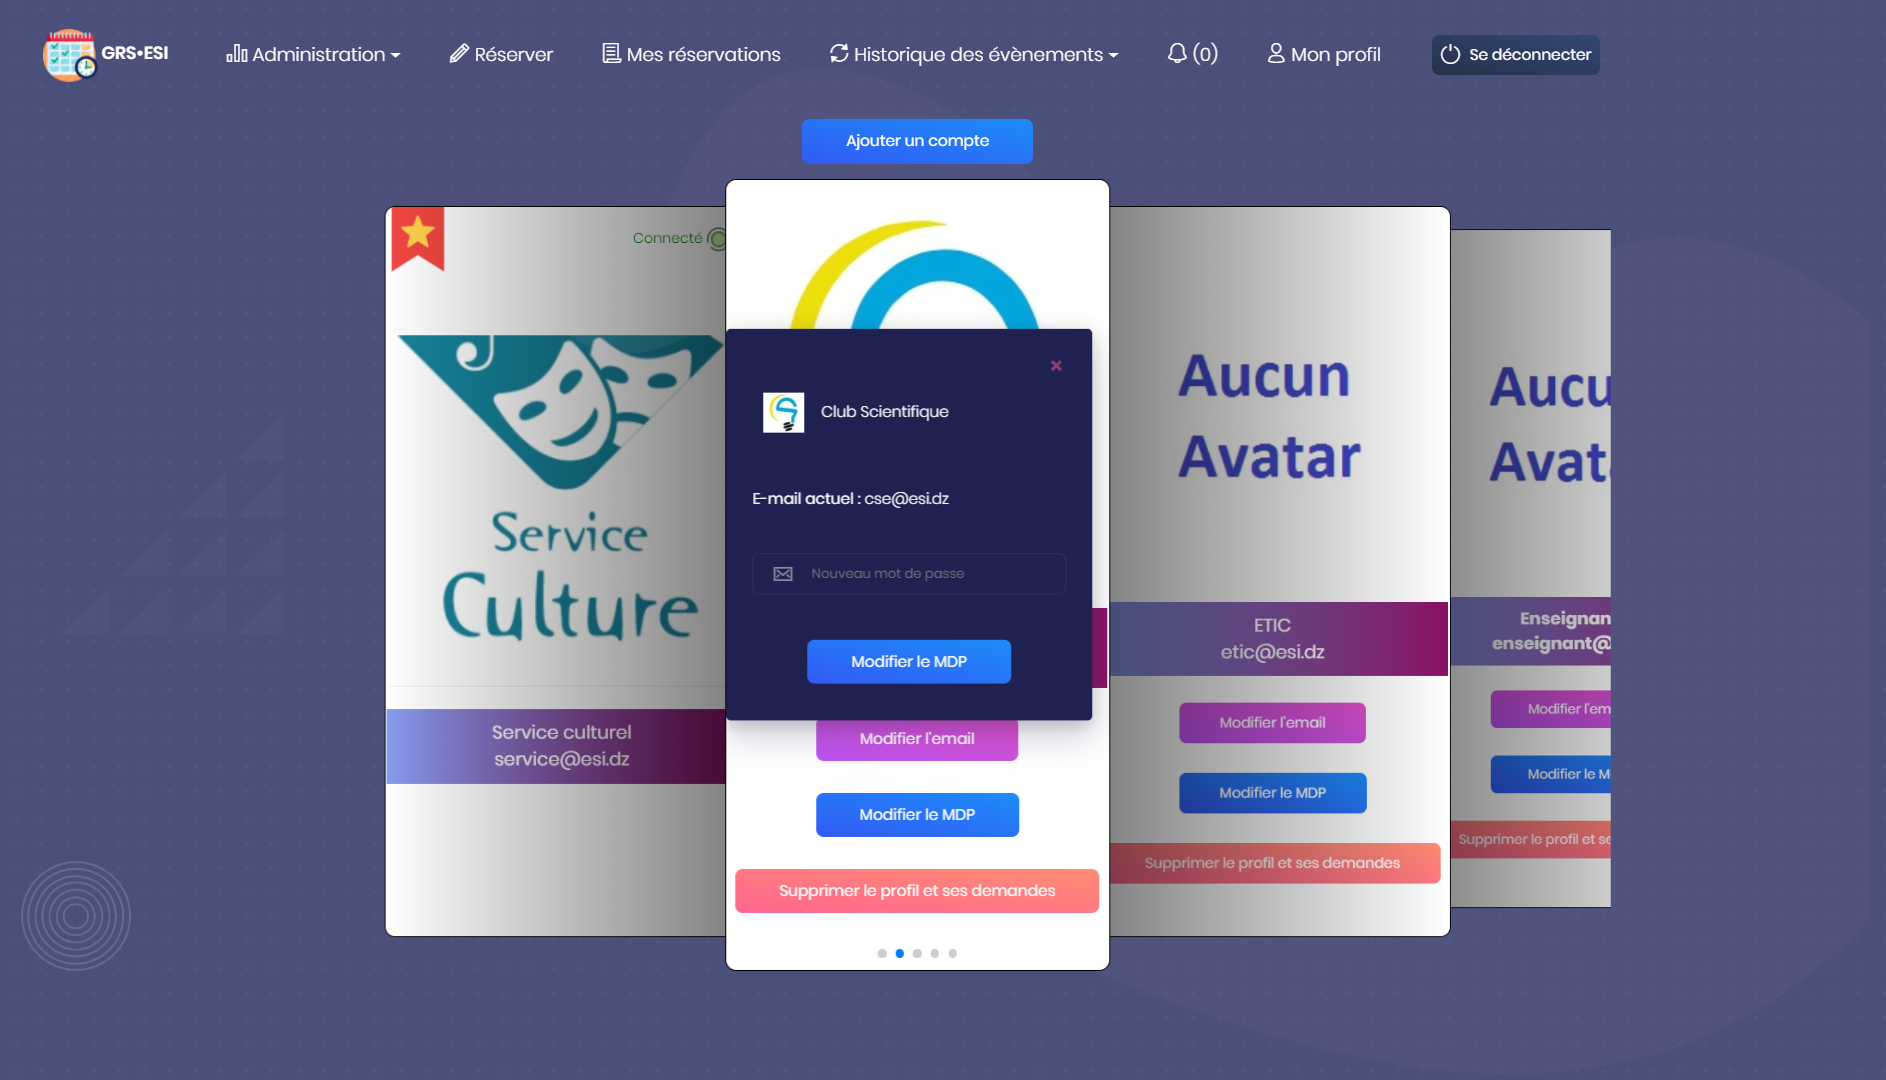 GRS•ESI
Administration
Réserver
Mes réservations
Historique des évènements
(0)
Mon profil
Se déconnecter
Ajouter un compte
Connecté
Service
Culture
Service culturel
service@esi.dz
Club Scientifique
E-mail actuel : cse@esi.dz
Nouveau mot de passe
Modifier le MDP
Modifier l'email
Modifier le MDP
Supprimer le profil et ses demandes
Aucun
Avatar
ETIC
etic@esi.dz
Modifier l'email
Modifier le MDP
Supprimer le profil et ses demandes
Aucu
Avat
Enseignan
enseignant@
Modifier l'em
Modifier le M
Supprimer le profil et se